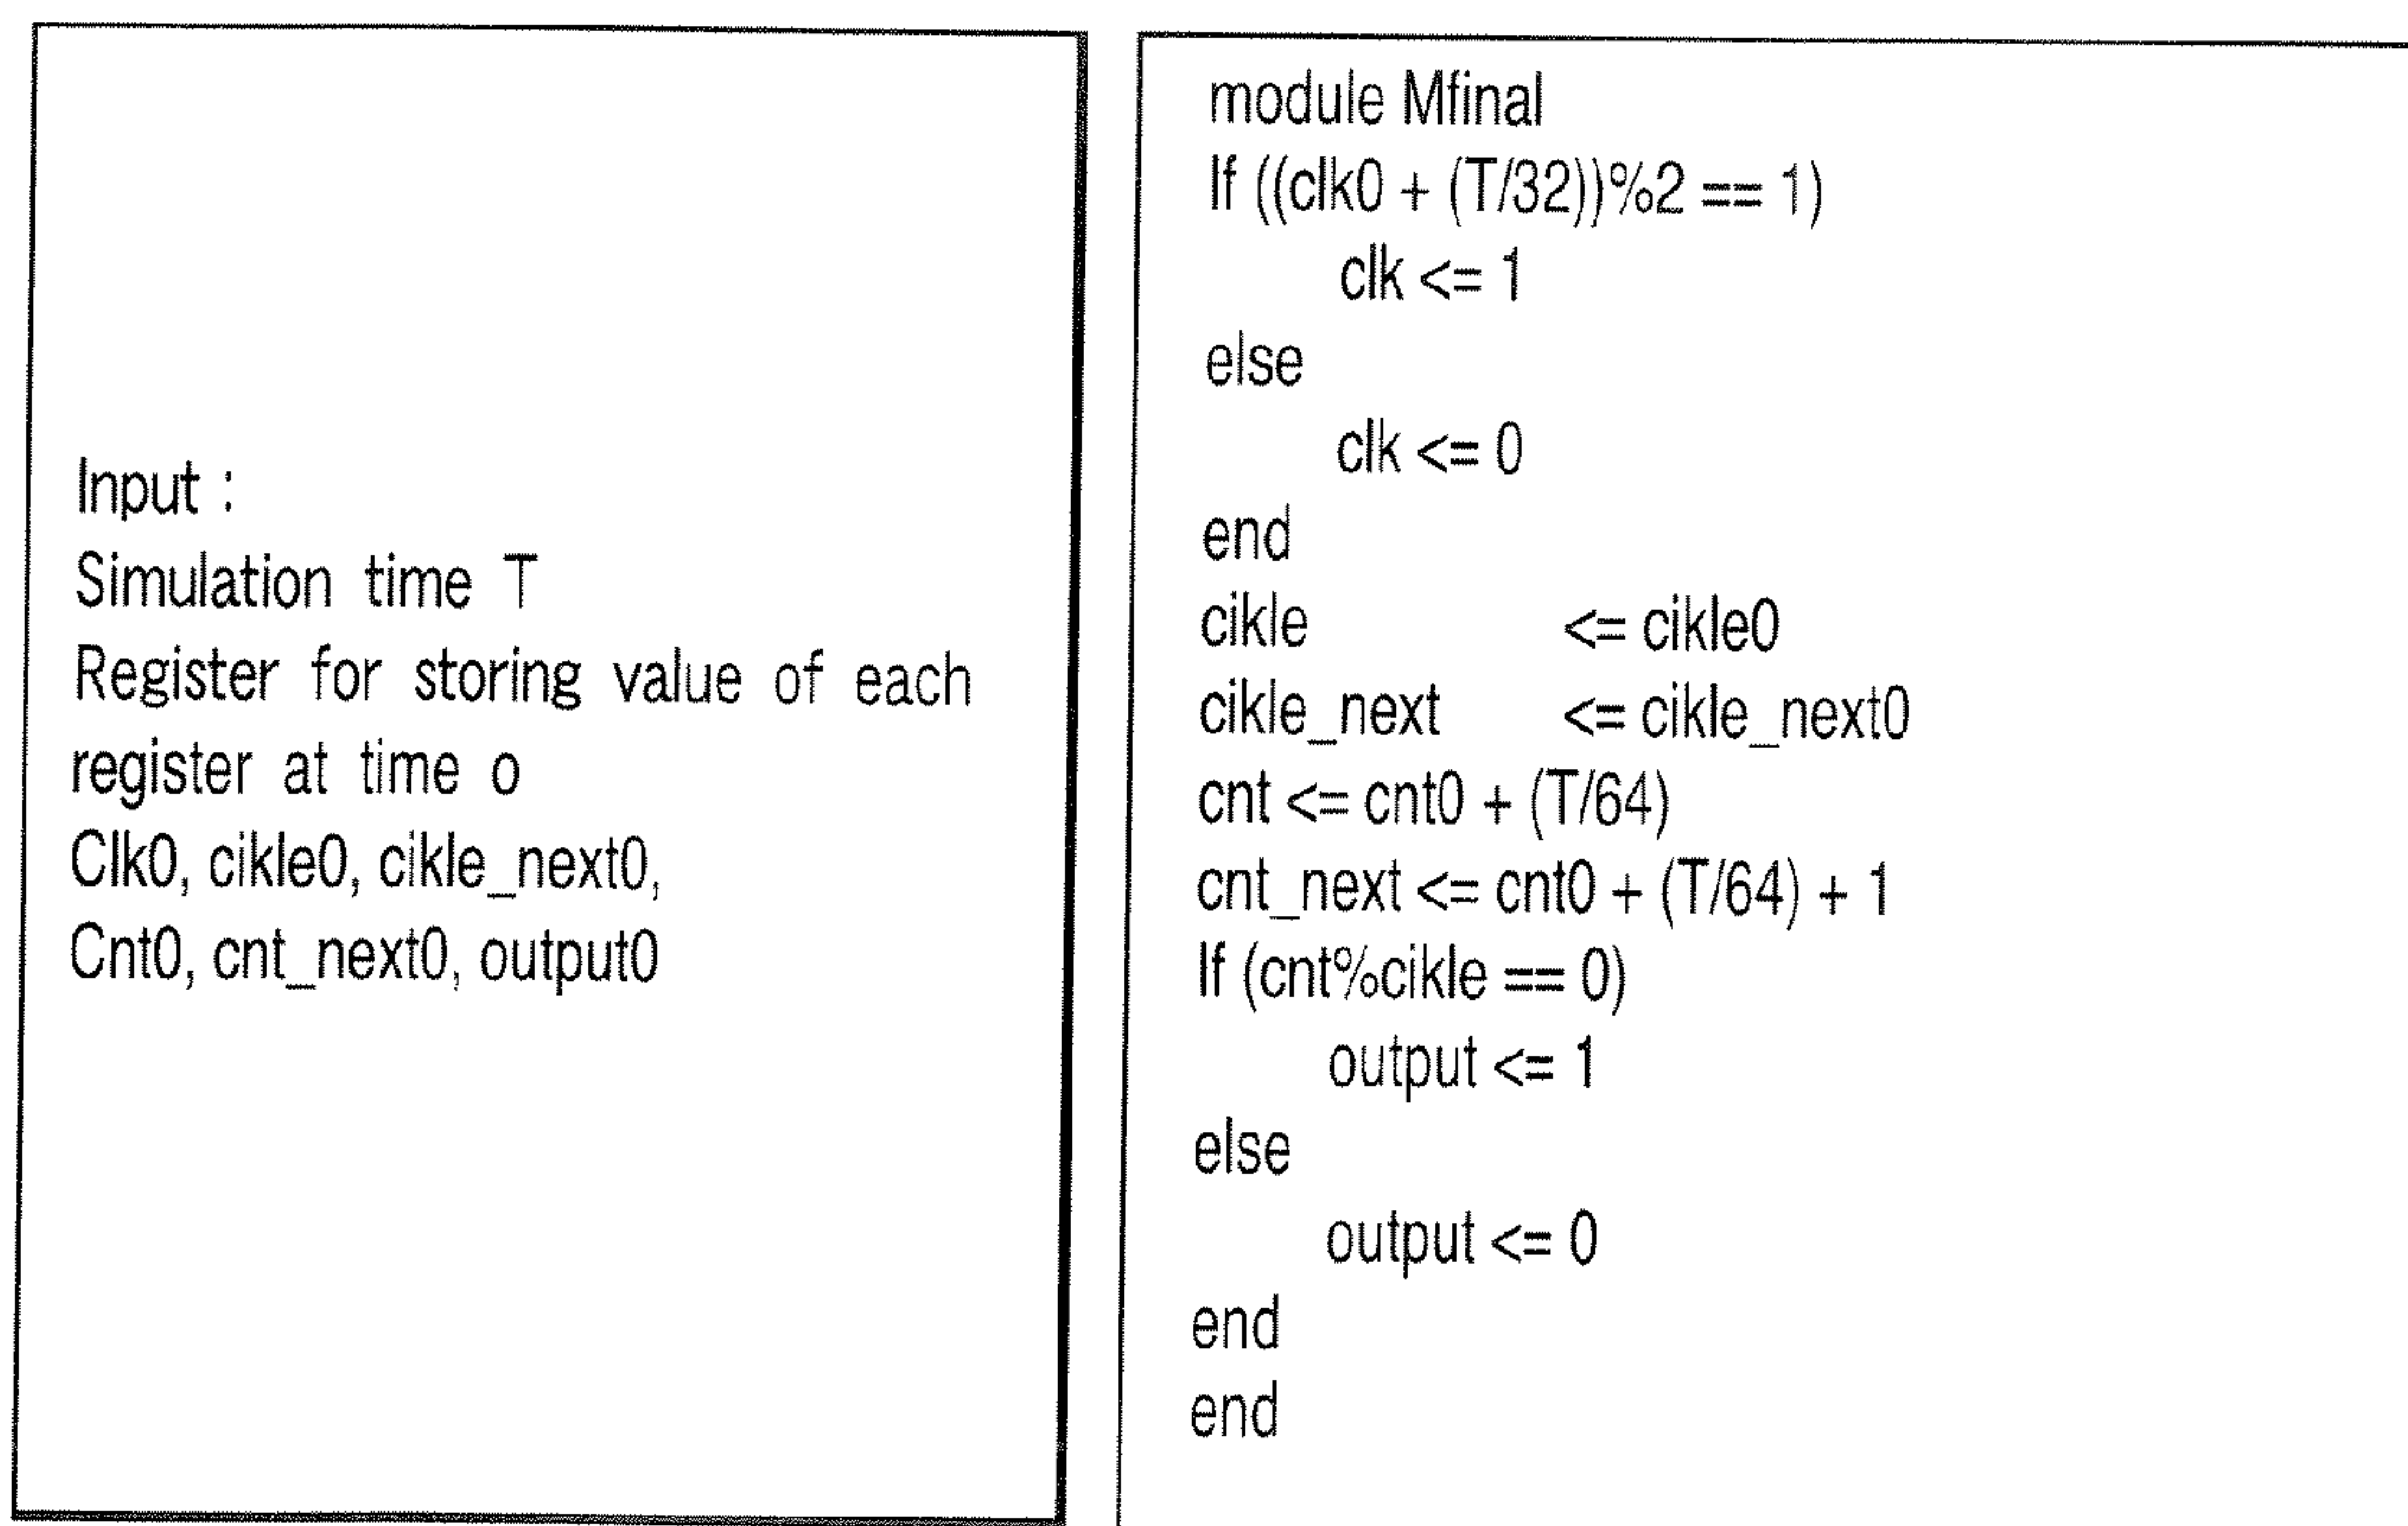 Input :
Simulation time T
Register for storing value of each
register at time o
Clk0, cikle0, cikle_next0,
Cnt0, cnt_next0, output0
module Mfinal
If ((clk0 + (T/32))%2 == 1)
clk <= 1
else
clk <= 0
end
cikle <= cikle0
cikle_next <= cikle_next0
cnt <= cnt0 + (T/64)
cnt_next <= cnt0 + (T/64) + 1
If (cnt%cikle == 0)
output <= 1
else
output <= 0
end
end